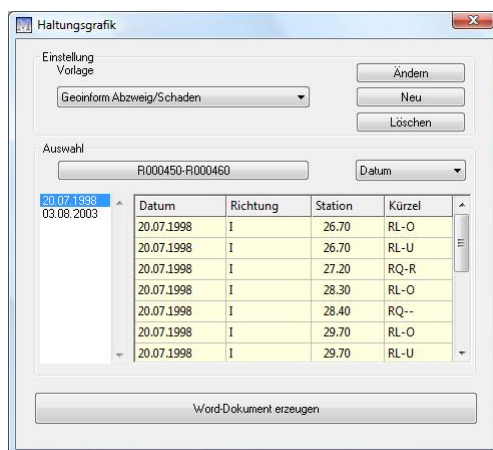 Haltungsgrafik
Einstellung
Vorlage
Geoinform Abzweig/Schaden
Ändern
Neu
Löschen
Auswahl
R000450-R000460
Datum
20.07.1998
03.08.2003
Datum Richtung Station Kürzel
20.07.1998 I 26.70 RL-O
20.07.1998 I 26.70 RL-U
20.07.1998 I 27.20 RQ-R
20.07.1998 I 28.30 RL-O
20.07.1998 I 28.40 RQ--
20.07.1998 I 29.70 RL-O
20.07.1998 I 29.70 RL-U
Word-Dokument erzeugen